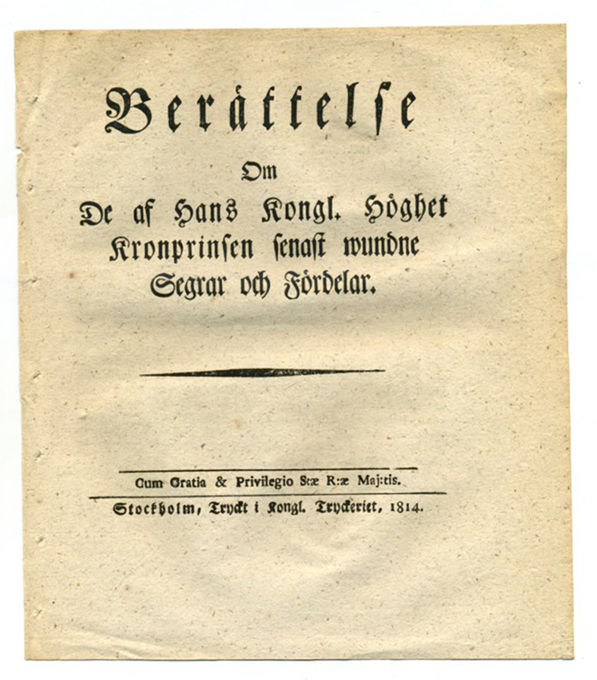 Berättelse
Om
De af Hans Kongl. Höghet
Kronprinsen senast wundne
Segrar och Fördelar.
Cum Gratia & Privilegio S:æ R:æ Maj:tis.
Stockholm, Tryckt i Kongl. Tryckeriet, 1814.